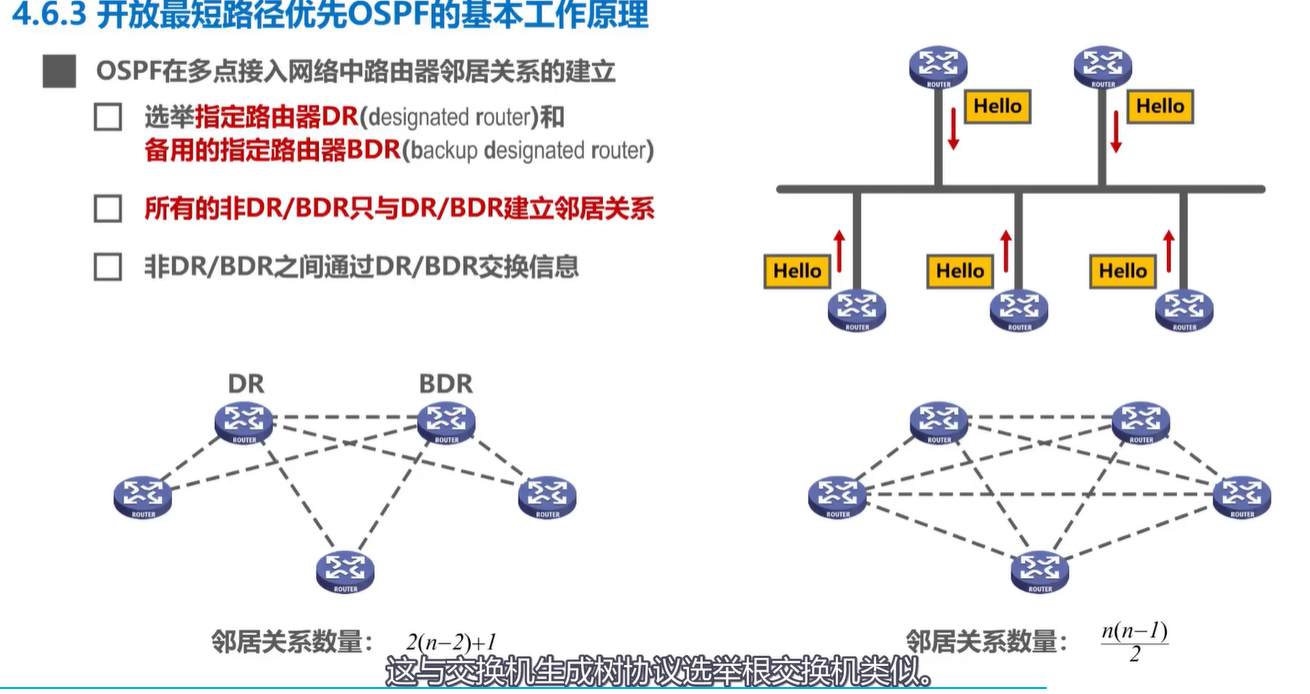 4.6.3 开放最短路径优先OSPF的基本工作原理
OSPF在多点接入网络中路由器邻居关系的建立
选举指定路由器DR(designated router)和
备用的指定路由器BDR(backup designated router)
所有的非DR/BDR只与DR/BDR建立邻居关系
非DR/BDR之间通过DR/BDR交换信息
ROUTER
ROUTER
Hello
Hello
Hello
Hello
Hello
ROUTER
ROUTER
ROUTER
DR
BDR
ROUTER
ROUTER
ROUTER
ROUTER
ROUTER
邻居关系数量： 2(n−2)+1
ROUTER
ROUTER
ROUTER
ROUTER
ROUTER
邻居关系数量： n(n−1)
2
这与交换机生成树协议选举根交换机类似。